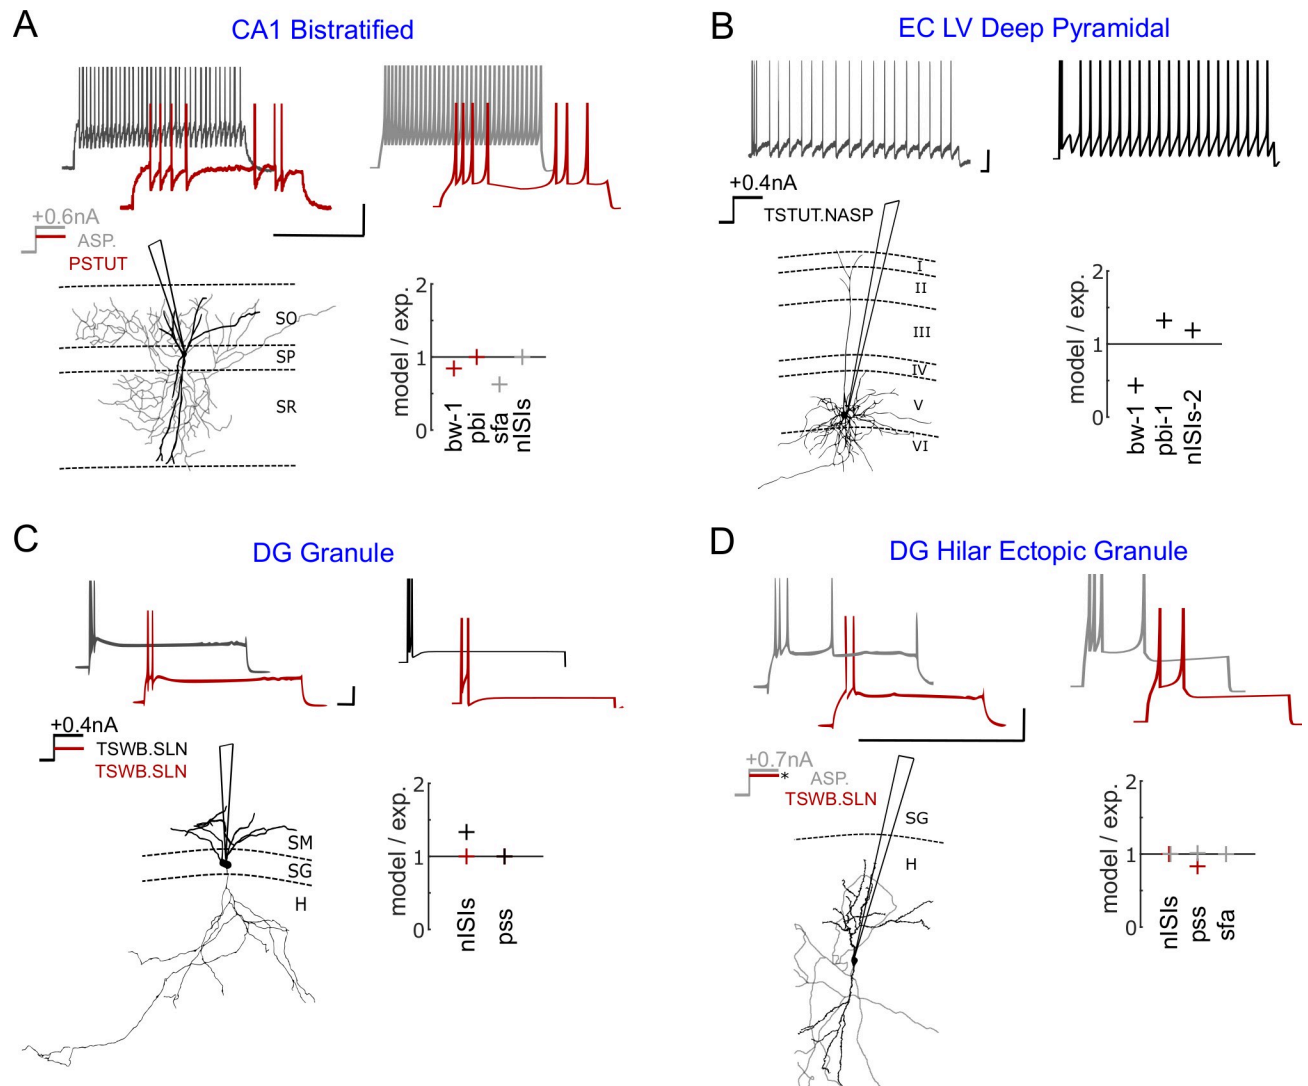 A
CA1 Bistratified
+0.6nA
ASP.
PSTUT
SO
SP
SR
model / exp.
2
1
0
bw-1
pbi
sfa
nISIs
B
EC LV Deep Pyramidal
+0.4nA
TSTUT.NASP
I
II
III
IV
V
VI
model / exp.
2
1
0
bw-1
pbi-1
nISIs-2
C
DG Granule
+0.4nA
TSWB.SLN
TSWB.SLN
SM
SG
H
model / exp.
2
1
0
nISIs
pss
D
DG Hilar Ectopic Granule
+0.7nA
* ASP.
TSWB.SLN
SG
H
model / exp.
2
1
0
nISIs
pss
sfa